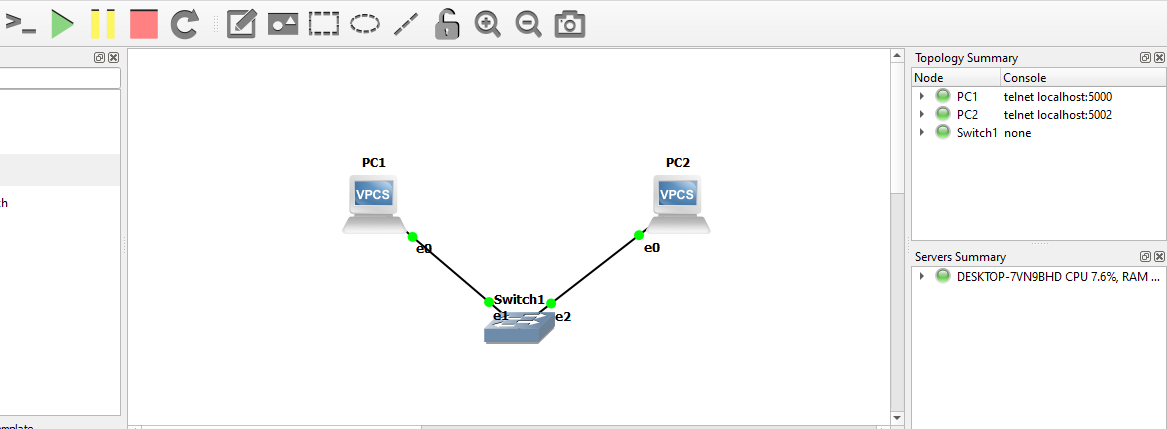 Topology Summary
Node Console
PC1 telnet localhost:5000
PC2 telnet localhost:5002
Switch1 none
PC1
PC2
VPCS
VPCS
e0
e0
Switch1
e1
e2
Servers Summary
DESKTOP-7VN9BHD CPU 7.6%, RAM ...